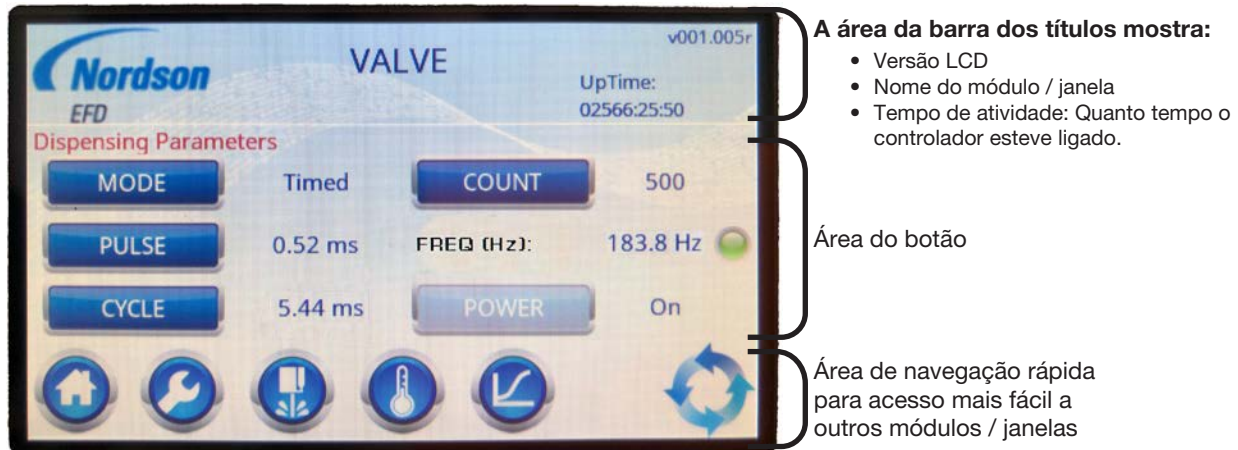 Nordson
EFD
VALVE
v001.005r
UpTime:
02566:25:50
Dispensing Parameters
MODE Timed COUNT 500
PULSE 0.52 ms FREQ (Hz): 183.8 Hz
CYCLE 5.44 ms POWER On
A área da barra dos títulos mostra:
• Versão LCD
• Nome do módulo / janela
• Tempo de atividade: Quanto tempo o
controlador esteve ligado.
Área do botão
Área de navegação rápida
para acesso mais fácil a
outros módulos / janelas